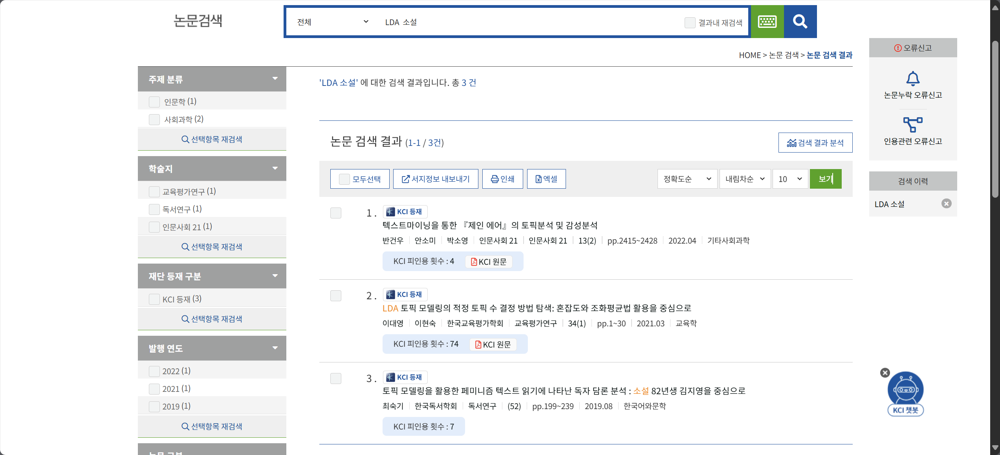 논문검색
전체 LDA 소설 결과내 재검색
HOME > 논문 검색 > 논문 검색 결과
주제 분류
인문학 (1)
사회과학 (2)
선택항목 재검색
학술지
교육평가연구 (1)
독서연구 (1)
인문사회 21 (1)
선택항목 재검색
재단 등재 구분
KCI 등재 (3)
선택항목 재검색
발행 연도
2022 (1)
2021 (1)
2019 (1)
선택항목 재검색
'LDA 소설' 에 대한 검색 결과입니다. 총 3 건
논문 검색 결과 (1-1 / 3건)
검색 결과 분석
모두선택 서지정보 내보내기 인쇄 엑셀 정확도순 내림차순 10 보기
1. KCI 등재
텍스트마이닝을 통한 『제인 에어』의 토픽분석 및 감성분석
반건우 안소미 박소영 인문사회 21 인문사회 21 13(2) pp.2415~2428 2022.04 기타사회과학
KCI 피인용 횟수 : 4 KCI 원문
2. KCI 등재
LDA 토픽 모델링의 적정 토픽 수 결정 방법 탐색: 혼잡도와 조화평균법 활용을 중심으로
이대영 이현숙 한국교육평가학회 교육평가연구 34(1) pp.1~30 2021.03 교육학
KCI 피인용 횟수 : 74 KCI 원문
3. KCI 등재
토픽 모델링을 활용한 페미니즘 텍스트 읽기에 나타난 독자 담론 분석 : 소설 82년생 김지영을 중심으로
최숙기 한국독서학회 독서연구 (52) pp.199~239 2019.08 한국어와문학
KCI 피인용 횟수 : 7
오류신고
논문누락 오류신고
인용관련 오류신고
검색 이력
LDA 소설
KCI 챗봇